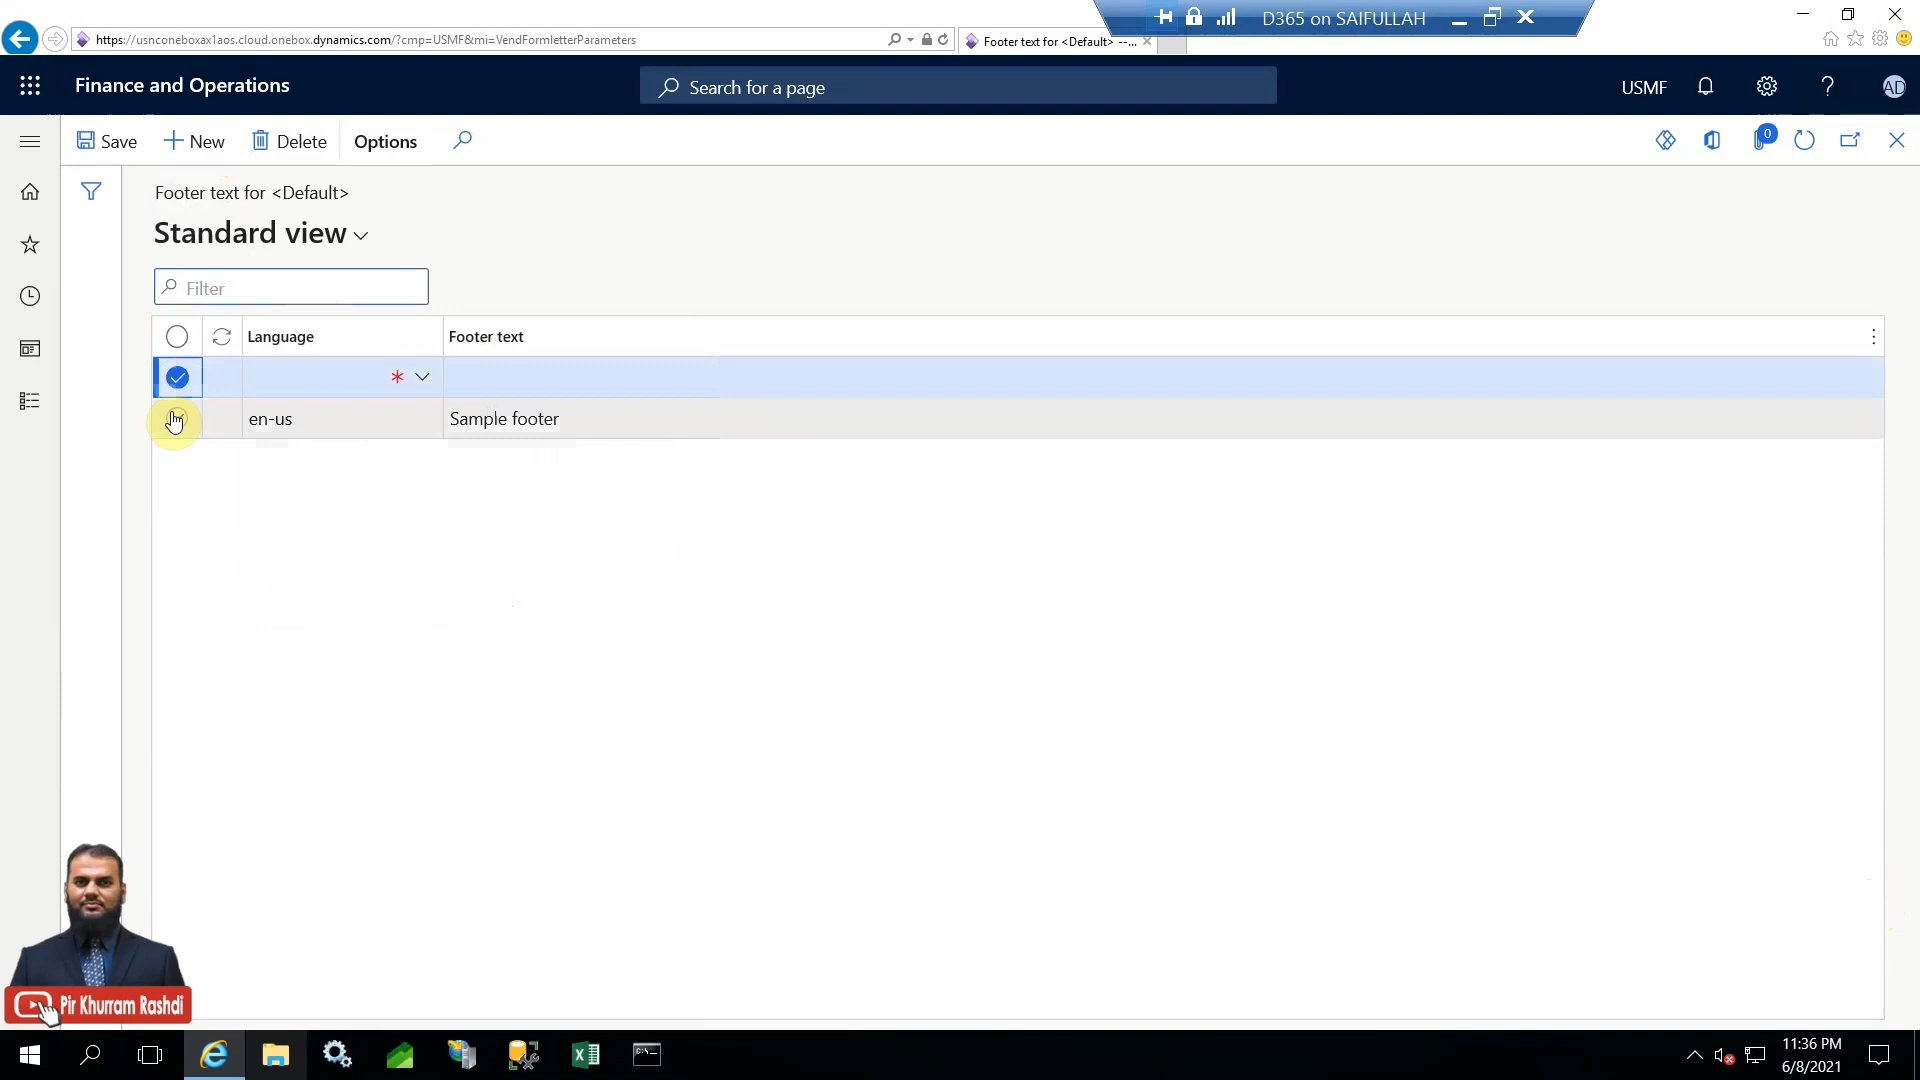 D365 on SAIFULLAH
https://usnconeboxax1aos.cloud.onebox.dynamics.com/?cmp=USMF&mi=VendFormletterParameters
Footer text for <Default> --...
Finance and Operations
Search for a page
USMF
AD
Save
New
Delete
Options
0
Footer text for <Default>
Standard view
Filter
Language
Footer text
*
en-us
Sample footer
Pir Khurram Rashdi
11:36 PM
6/8/2021